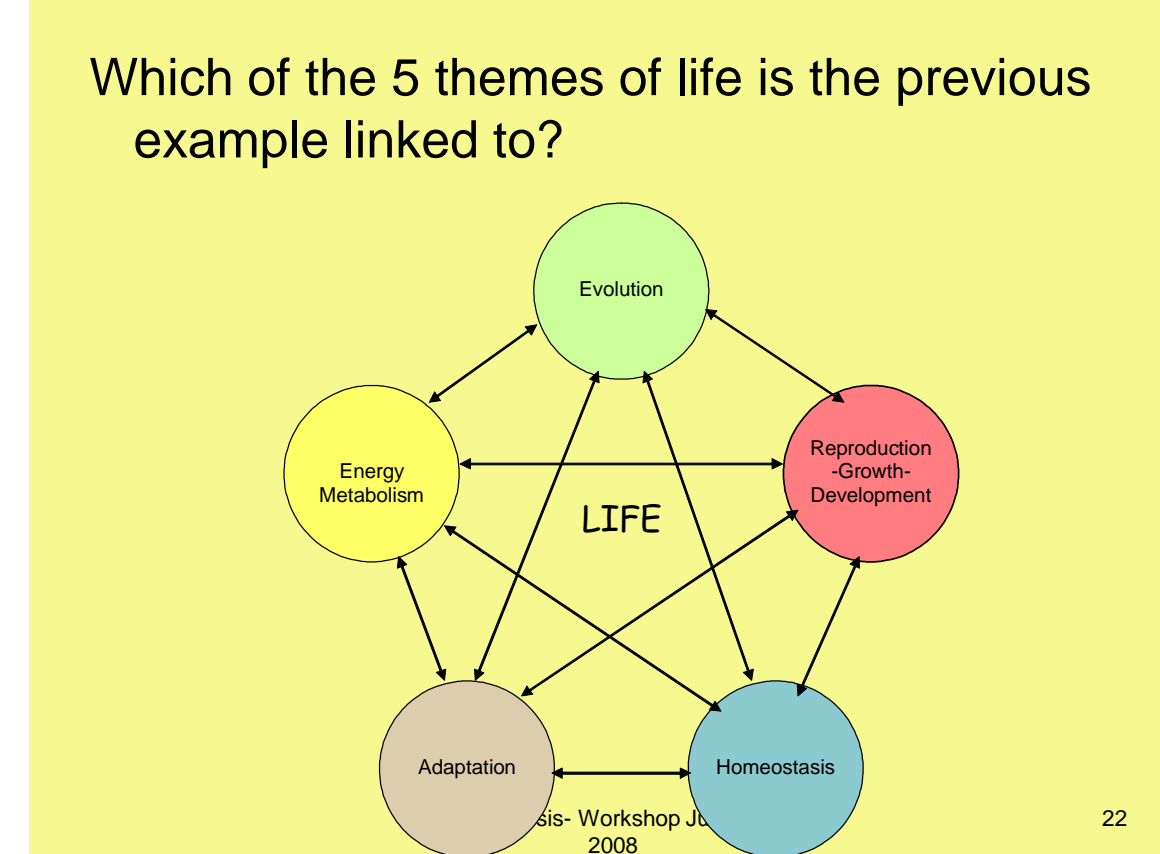 Which of the 5 themes of life is the previous
example linked to?
Evolution
Energy
Metabolism
Reproduction
-Growth-
Development
LIFE
Adaptation
Homeostasis
Workshop
2008
22